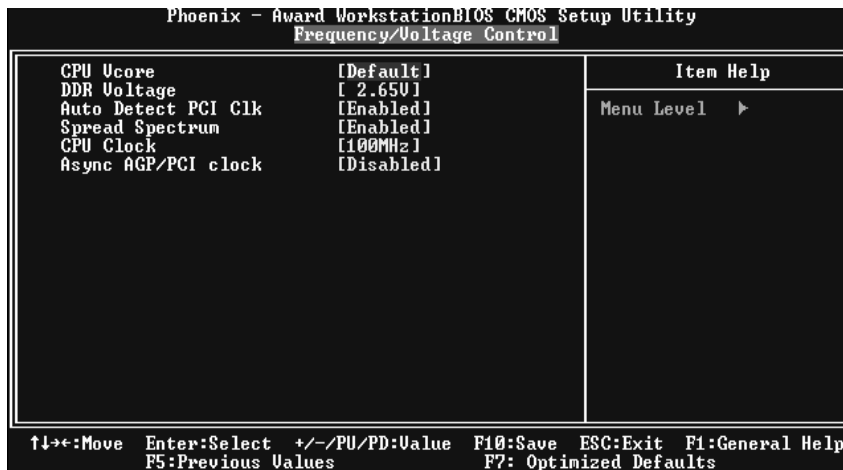 Phoenix - Award WorkstationBIOS CMOS Setup Utility
Frequency/Voltage Control
CPU Vcore [Default]
DDR Voltage [ 2.65V]
Auto Detect PCI Clk [Enabled]
Spread Spectrum [Enabled]
CPU Clock [100MHz]
Async AGP/PCI clock [Disabled]
Item Help
Menu Level ▶
↑↓→←:Move Enter:Select +/-/PU/PD:Value F10:Save ESC:Exit F1:General Help
F5:Previous Values F7: Optimized Defaults